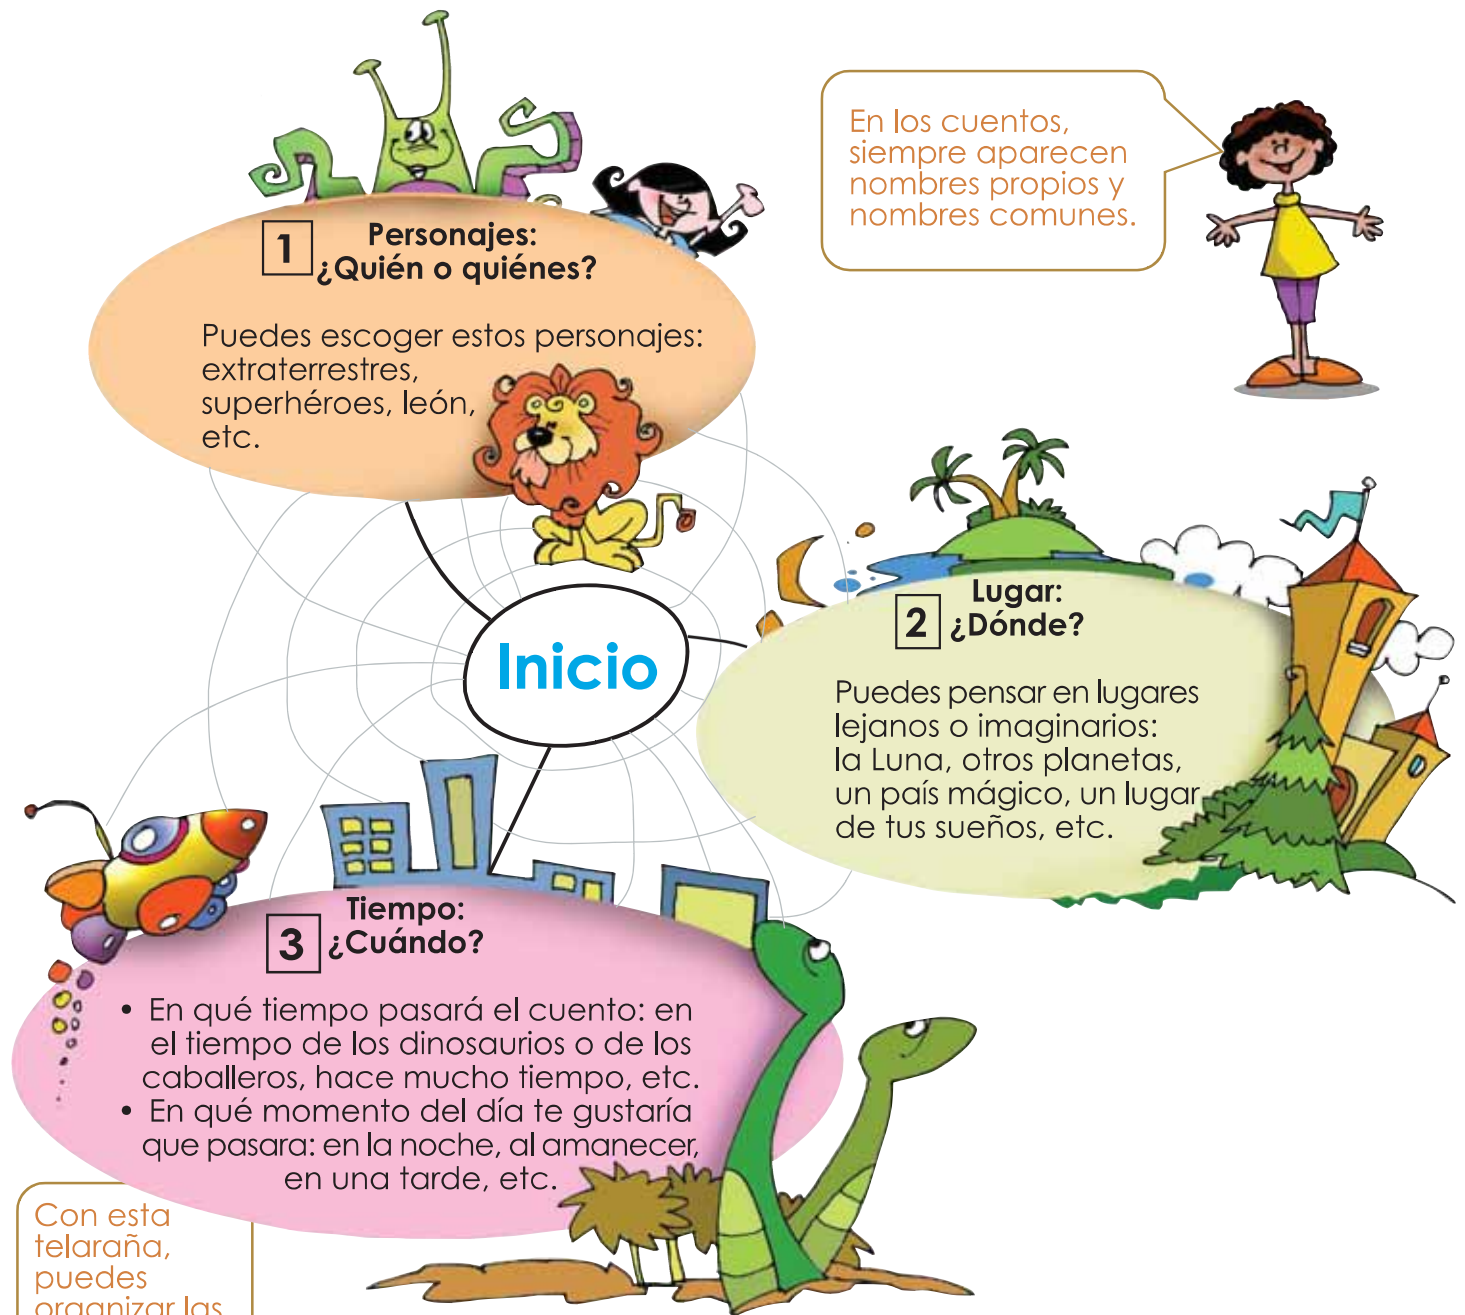 En los cuentos,
siempre aparecen
nombres propios y
nombres comunes.
1
Personajes:
¿Quién o quiénes?
Puedes escoger estos personajes:
extraterrestres,
superhéroes, león,
etc.
Inicio
2
Lugar:
¿Dónde?
Puedes pensar en lugares
lejanos o imaginarios:
la Luna, otros planetas,
un país mágico, un lugar
de tus sueños, etc.
3
Tiempo:
¿Cuándo?
• En qué tiempo pasará el cuento: en
el tiempo de los dinosaurios o de los
caballeros, hace mucho tiempo, etc.
• En qué momento del día te gustaría
que pasara: en la noche, al amanecer,
en una tarde, etc.
Con esta
telaraña,
puedes
organizar las